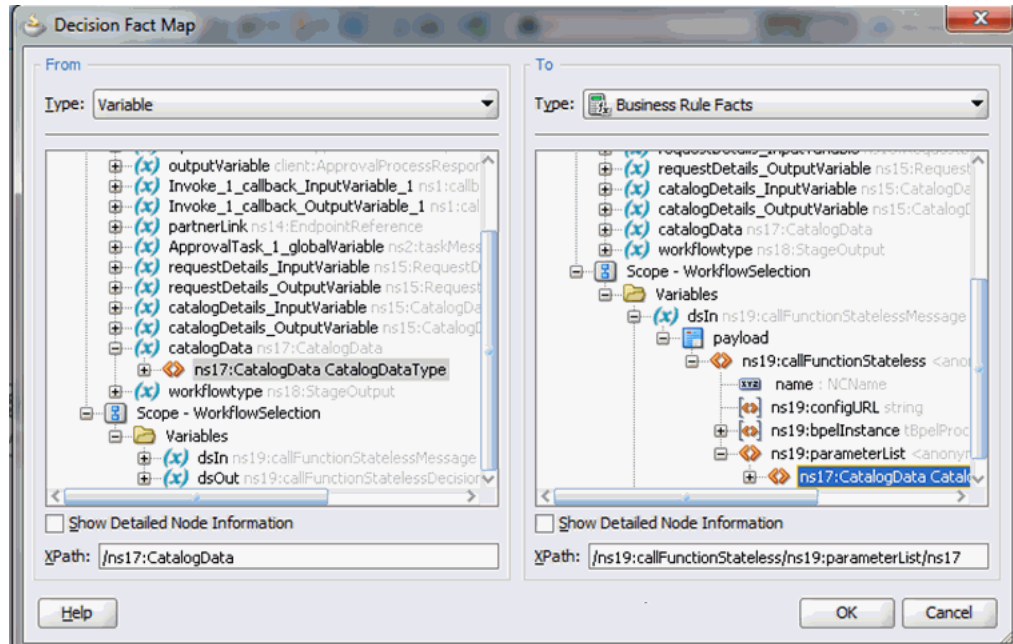 Decision Fact Map
From
Type: Variable
(x) outputVariable client:ApprovalProcessRespor
(x) Invoke_1_callback_InputVariable_1 ns1:callb
(x) Invoke_1_callback_OutputVariable_1 ns1:cal
(x) partnerLink ns14:EndpointReference
(x) ApprovalTask_1_globalVariable ns2:taskMess
(x) requestDetails_InputVariable ns15:RequestD
(x) requestDetails_OutputVariable ns15:Request
(x) catalogDetails_InputVariable ns15:CatalogDa
(x) catalogDetails_OutputVariable ns15:Catalog
(x) catalogData ns17:CatalogData
ns17:CatalogData CatalogDataType
(x) workflowtype ns18:StageOutput
Scope - WorkflowSelection
Variables
(x) dsIn ns19:callFunctionStatelessMessage
(x) dsOut ns19:callFunctionStatelessDecision
Show Detailed Node Information
XPath: /ns17:CatalogData
To
Type: Business Rule Facts
(x) requestDetails_OutputVariable ns15:Request
(x) catalogDetails_InputVariable ns15:CatalogDa
(x) catalogDetails_OutputVariable ns15:Catalog
(x) catalogData ns17:CatalogData
(x) workflowtype ns18:StageOutput
Scope - WorkflowSelection
Variables
(x) dsIn ns19:callFunctionStatelessMessage
payload
ns19:callFunctionStateless <anon
XYZ name : NCName
ns19:configURL string
ns19:bpelInstance tBpelProc
ns19:parameterList <anonyr
ns17:CatalogData Catal
Show Detailed Node Information
XPath: /ns19:callFunctionStateless/ns19:parameterList/ns17
Help
OK
Cancel